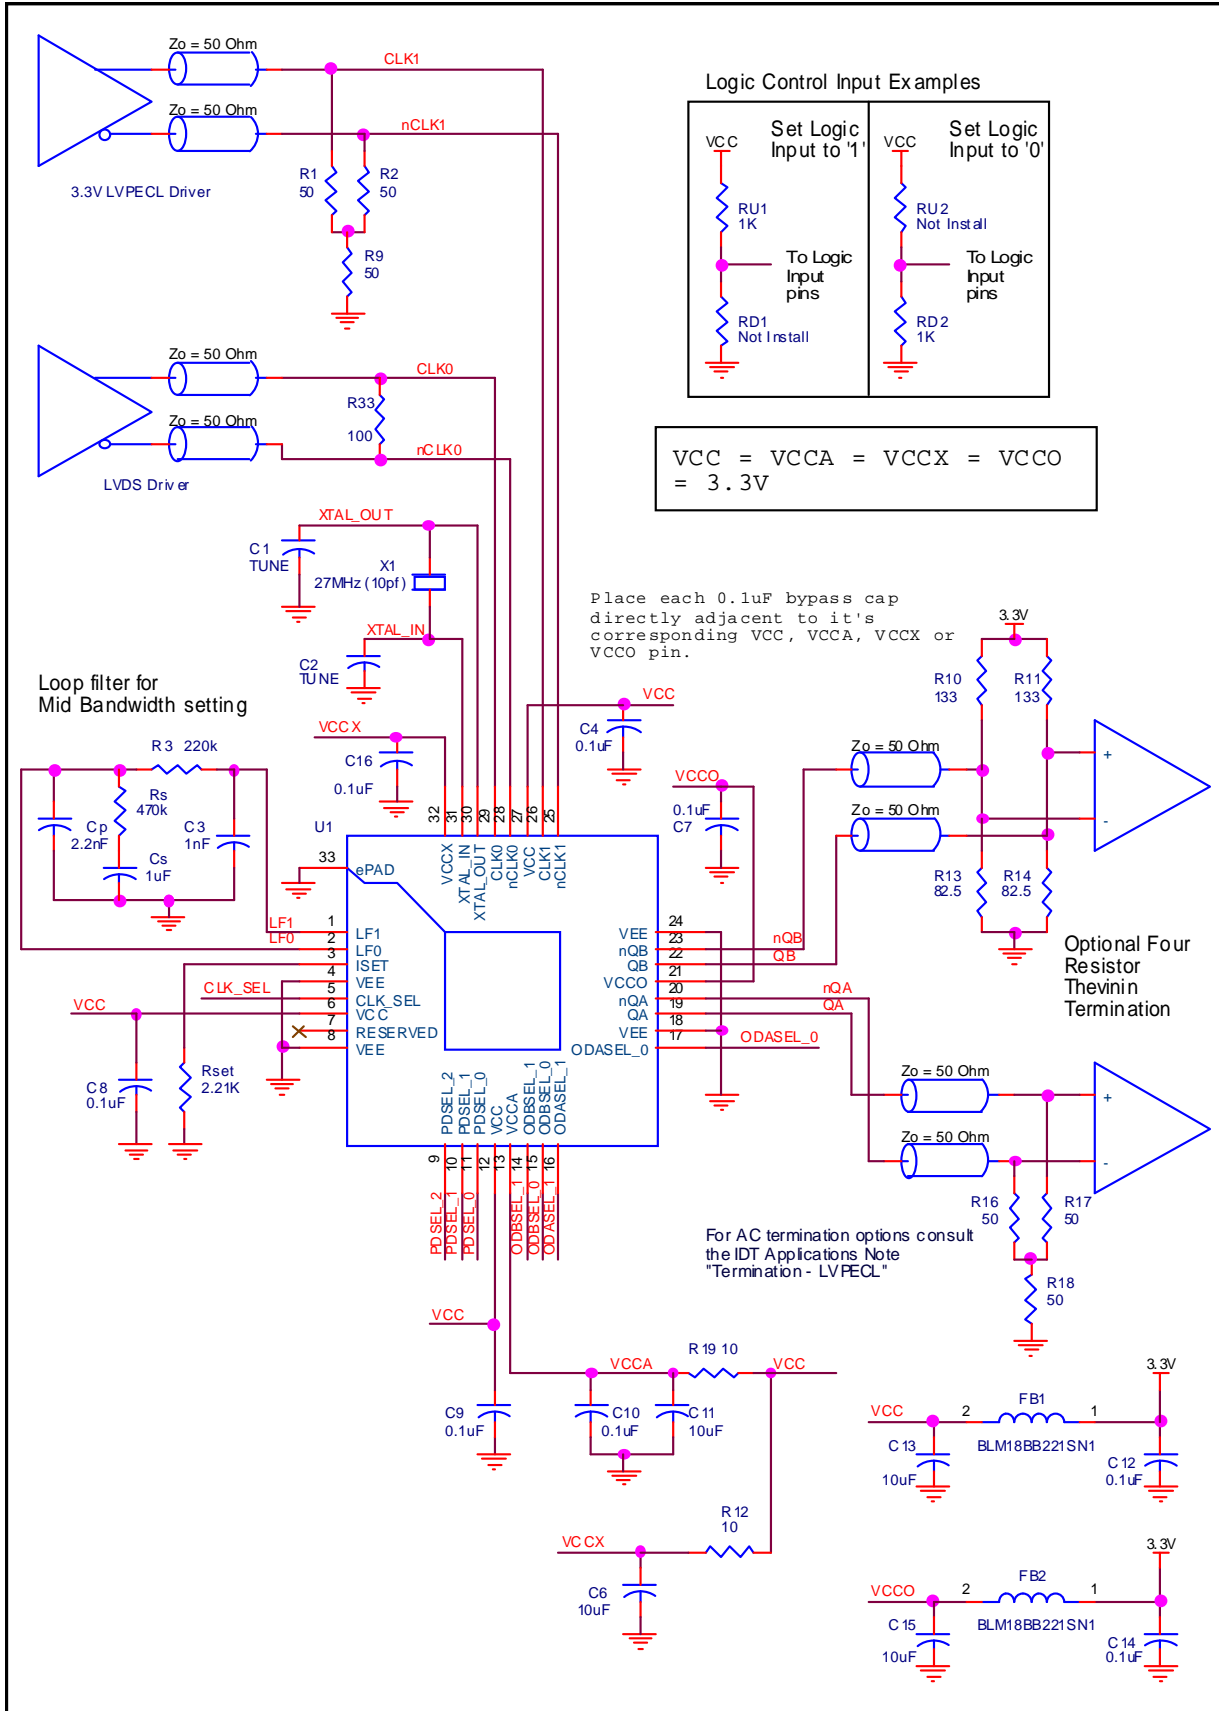 Zo = 50 Ohm
CLK1
Zo = 50 Ohm
nCLK1
R1
50
R2
50
3.3V LVPECL Driver
R9
50
Logic Control Input Examples
VCC
Set Logic
Input to '1'
RU1
1K
To Logic
Input
pins
RD1
Not Install
VCC
Set Logic
Input to '0'
RU2
Not Install
To Logic
Input
pins
RD2
1K
Zo = 50 Ohm
CLK0
R33
100
Zo = 50 Ohm
nCLK0
LVDS Driver
VCC = VCCA = VCCX = VCCO
= 3.3V
XTAL_OUT
C1
TUNE
X1
27MHz (10pf)
XTAL_IN
C2
TUNE
Place each 0.1uF bypass cap
directly adjacent to it's
corresponding VCC, VCCA, VCCX or
VCCO pin.
Loop filter for
Mid Bandwidth setting
R3 220k
Rs
470k
Cp
2.2nF
C3
1nF
Cs
1uF
VCCX
C16
0.1uF
VCC
C4
0.1uF
VCCO
0.1uF
C7
3.3V
R10
133
R11
133
Zo = 50 Ohm
Zo = 50 Ohm
+
-
R13
82.5
R14
82.5
Optional Four
Resistor
Thevinin
Termination
U1
32
31
30
29
28
27
26
25
VCCX
XTAL_IN
XTAL_OUT
CLK0
nCLK0
VCC
CLK1
nCLK1
33
ePAD
LF1
1
LF1
LF0
2
LF0
3
ISET
4
VEE
CLK_SEL
5
CLK_SEL
VCC
6
VCC
7
RESERVED
8
VEE
24
VEE
23
nQB
nQB
22
QB
QB
21
VCCO
20
nQA
nQA
19
QA
QA
18
VEE
17
ODASEL_0
ODASEL_0
C8
0.1uF
Rset
2.21K
PDSEL_2
PDSEL_1
PDSEL_0
VCC
VCCA
ODBSEL_1
ODBSEL_0
ODASEL_1
9
10
11
12
13
14
15
16
PDSEL_2
PDSEL_1
PDSEL_0
ODBSEL_1
ODBSEL_0
ODASEL_1
Zo = 50 Ohm
Zo = 50 Ohm
+
-
R16
50
R17
50
R18
50
For AC termination options consult
the IDT Applications Note
"Termination - LVPECL"
VCC
C9
0.1uF
VCCA
R19 10
VCC
C10
0.1uF
C11
10uF
R12
10
VCCX
C6
10uF
3.3V
VCC
2
FB1
1
BLM18BB221SN1
C13
10uF
C12
0.1uF
3.3V
VCCO
2
FB2
1
BLM18BB221SN1
C15
10uF
C14
0.1uF